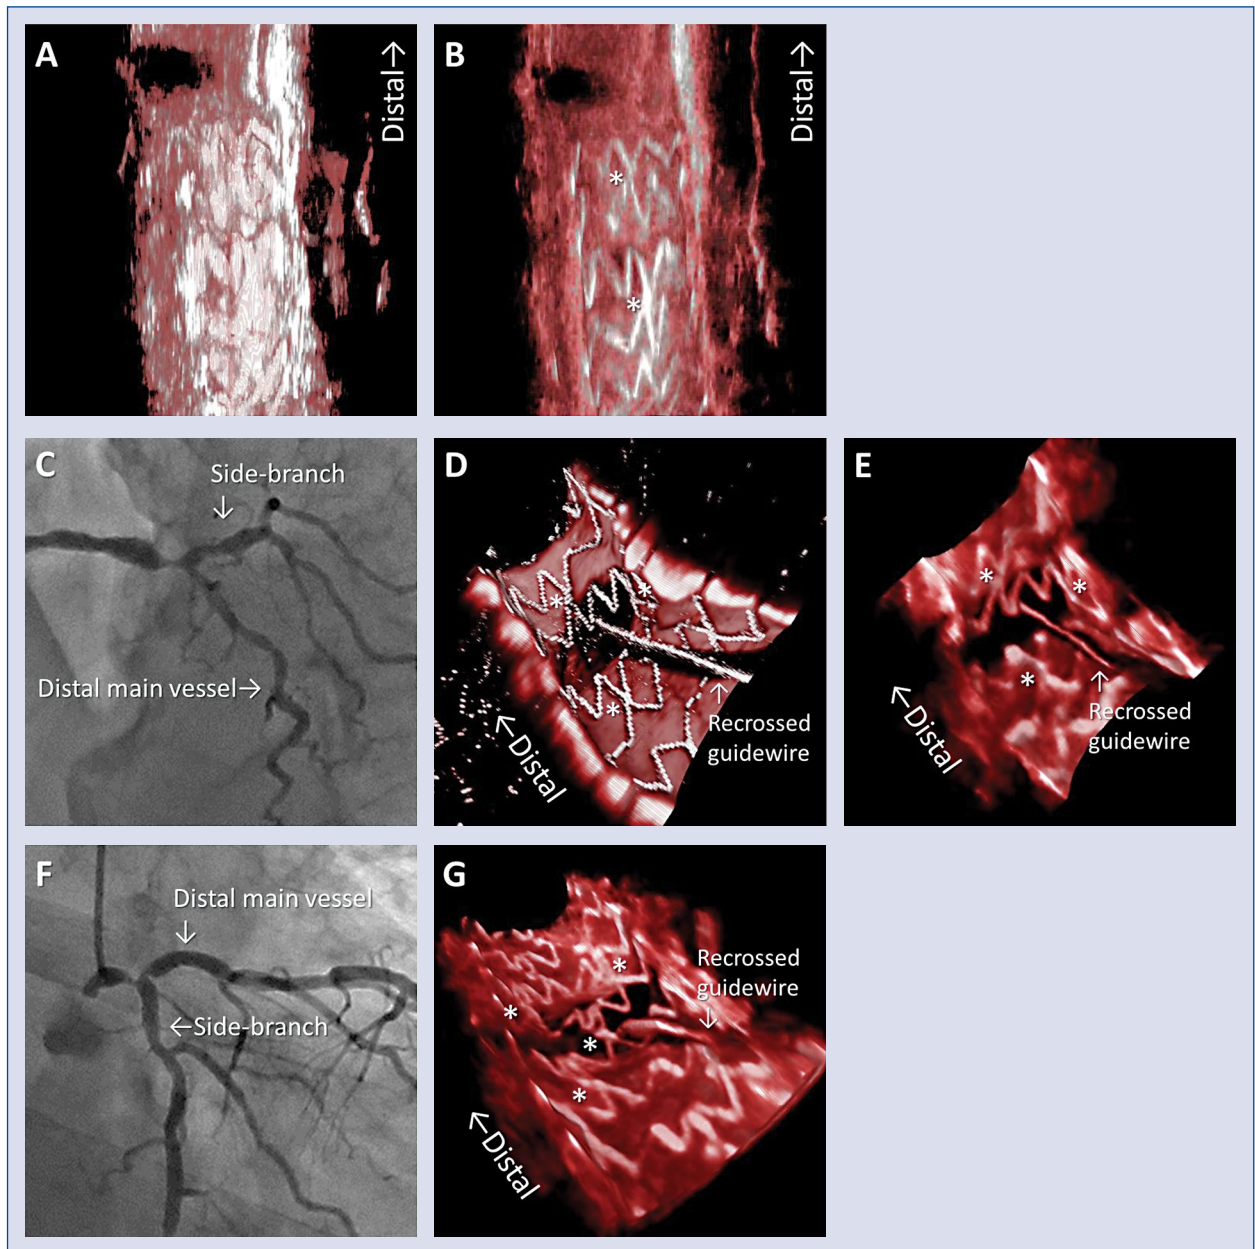 A
Distal→
B
Distal→
*
*
C
Side-branch
↓
Distal main vessel→
D
*
*
*
↑
Recrossed
guidewire
←Distal
E
*
*
*
↑
Recrossed
guidewire
←Distal
F
Distal main vessel
↓
←Side-branch
G
Recrossed
guidewire
↓
*
*
*
*
←Distal